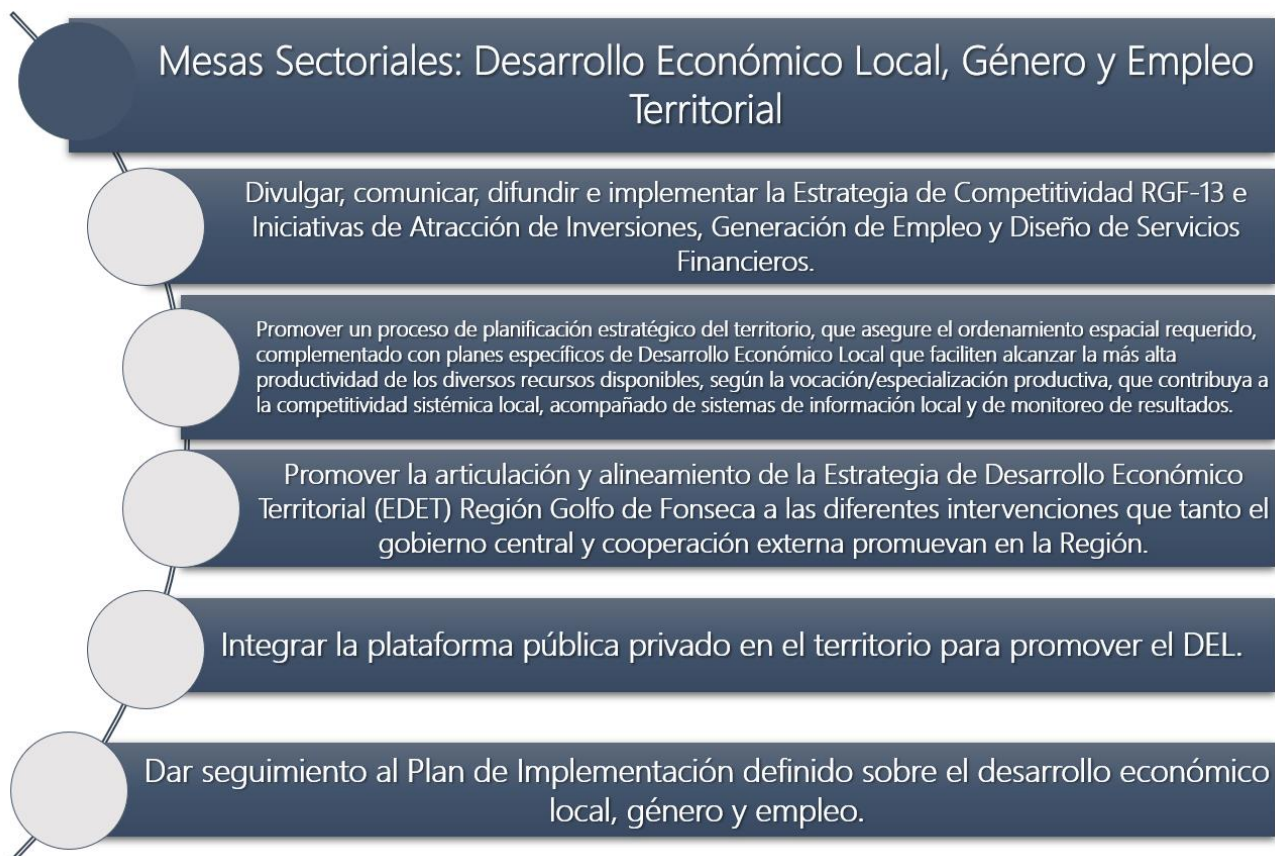 Mesas Sectoriales: Desarrollo Económico Local, Género y Empleo
Territorial
Divulgar, comunicar, difundir e implementar la Estrategia de Competitividad RGF-13 e
Iniciativas de Atracción de Inversiones, Generación de Empleo y Diseño de Servicios
Financieros.
Promover un proceso de planificación estratégico del territorio, que asegure el ordenamiento espacial requerido,
complementado con planes específicos de Desarrollo Económico Local que faciliten alcanzar la más alta
productividad de los diversos recursos disponibles, según la vocación/especialización productiva, que contribuya a
la competitividad sistémica local, acompañado de sistemas de información local y de monitoreo de resultados.
Promover la articulación y alineamiento de la Estrategia de Desarrollo Económico
Territorial (EDET) Región Golfo de Fonseca a las diferentes intervenciones que tanto el
gobierno central y cooperación externa promuevan en la Región.
Integrar la plataforma pública privado en el territorio para promover el DEL.
Dar seguimiento al Plan de Implementación definido sobre el desarrollo económico
local, género y empleo.